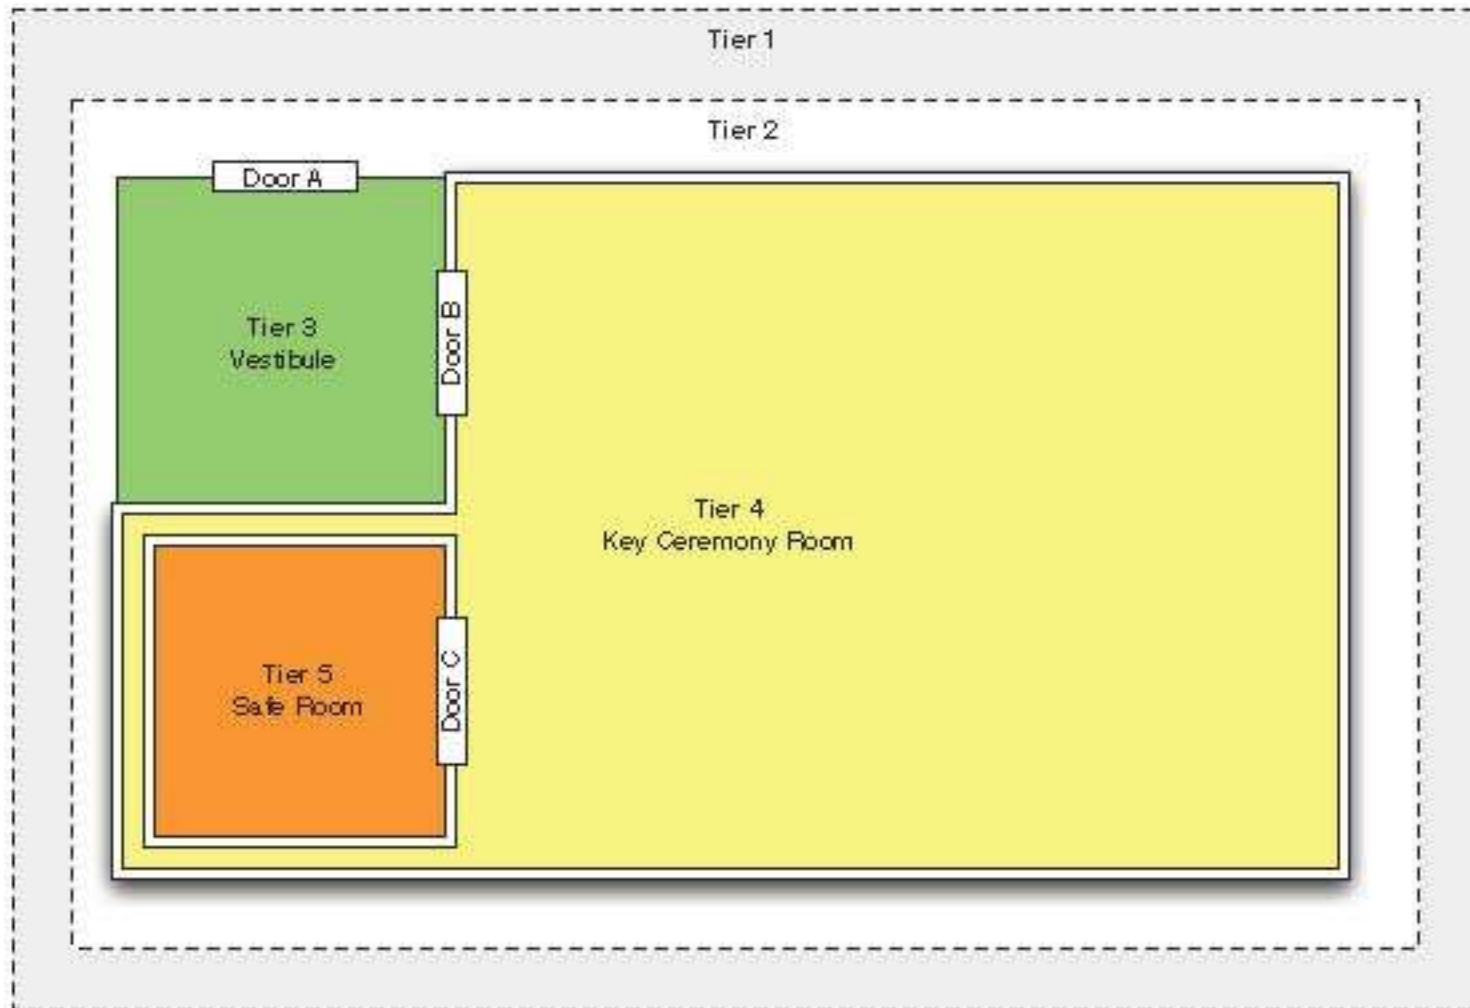 Tier 1
Tier 2
Door A
Tier 3
Vestibule
Door B
Tier 4
Key Ceremony Room
Tier 5
Safe Room
Door C